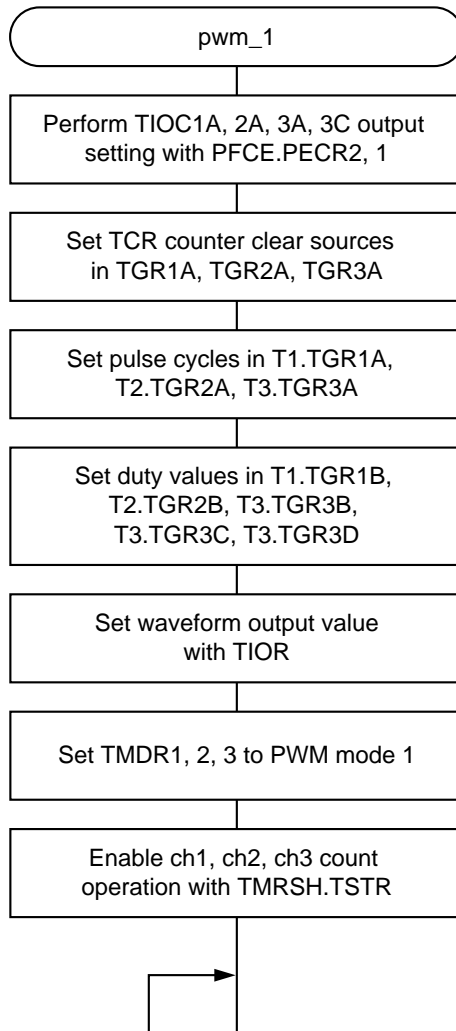 pwm_1
Perform TIOC1A, 2A, 3A, 3C output
setting with PFCE.PECR2, 1
Set TCR counter clear sources
in TGR1A, TGR2A, TGR3A
Set pulse cycles in T1.TGR1A,
T2.TGR2A, T3.TGR3A
Set duty values in T1.TGR1B,
T2.TGR2B, T3.TGR3B,
T3.TGR3C, T3.TGR3D
Set waveform output value
with TIOR
Set TMDR1, 2, 3 to PWM mode 1
Enable ch1, ch2, ch3 count
operation with TMRSH.TSTR